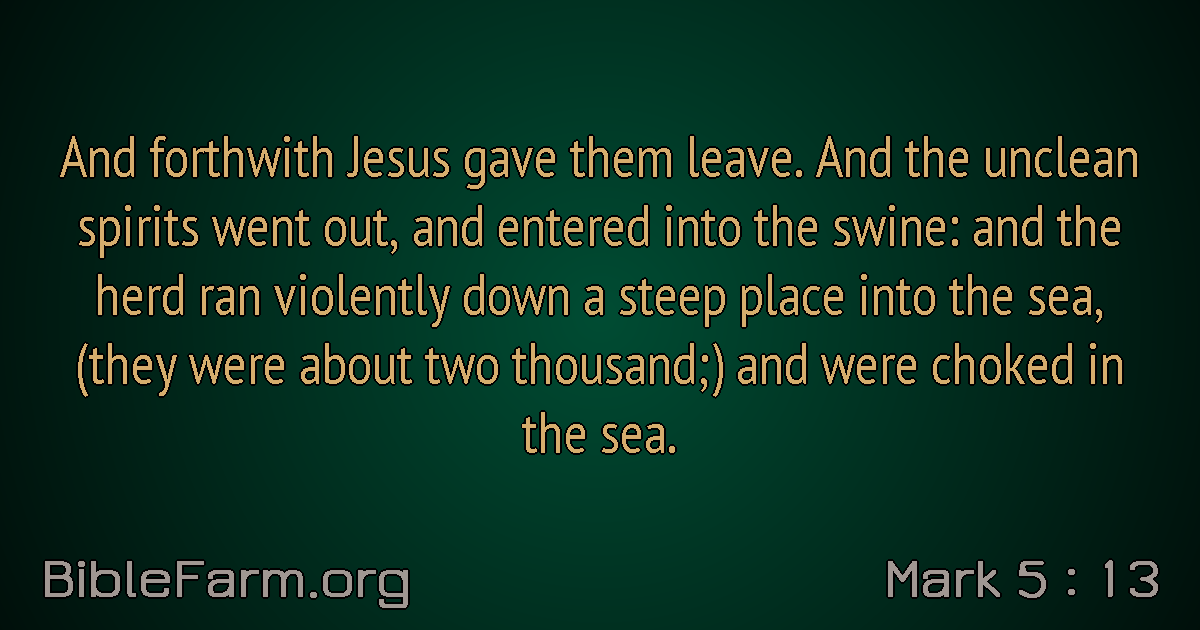 And forthwith Jesus gave them leave. And the unclean
spirits went out, and entered into the swine: and the
herd ran violently down a steep place into the sea,
(they were about two thousand;) and were choked in
the sea.
BibleFarm.org
Mark 5 : 13